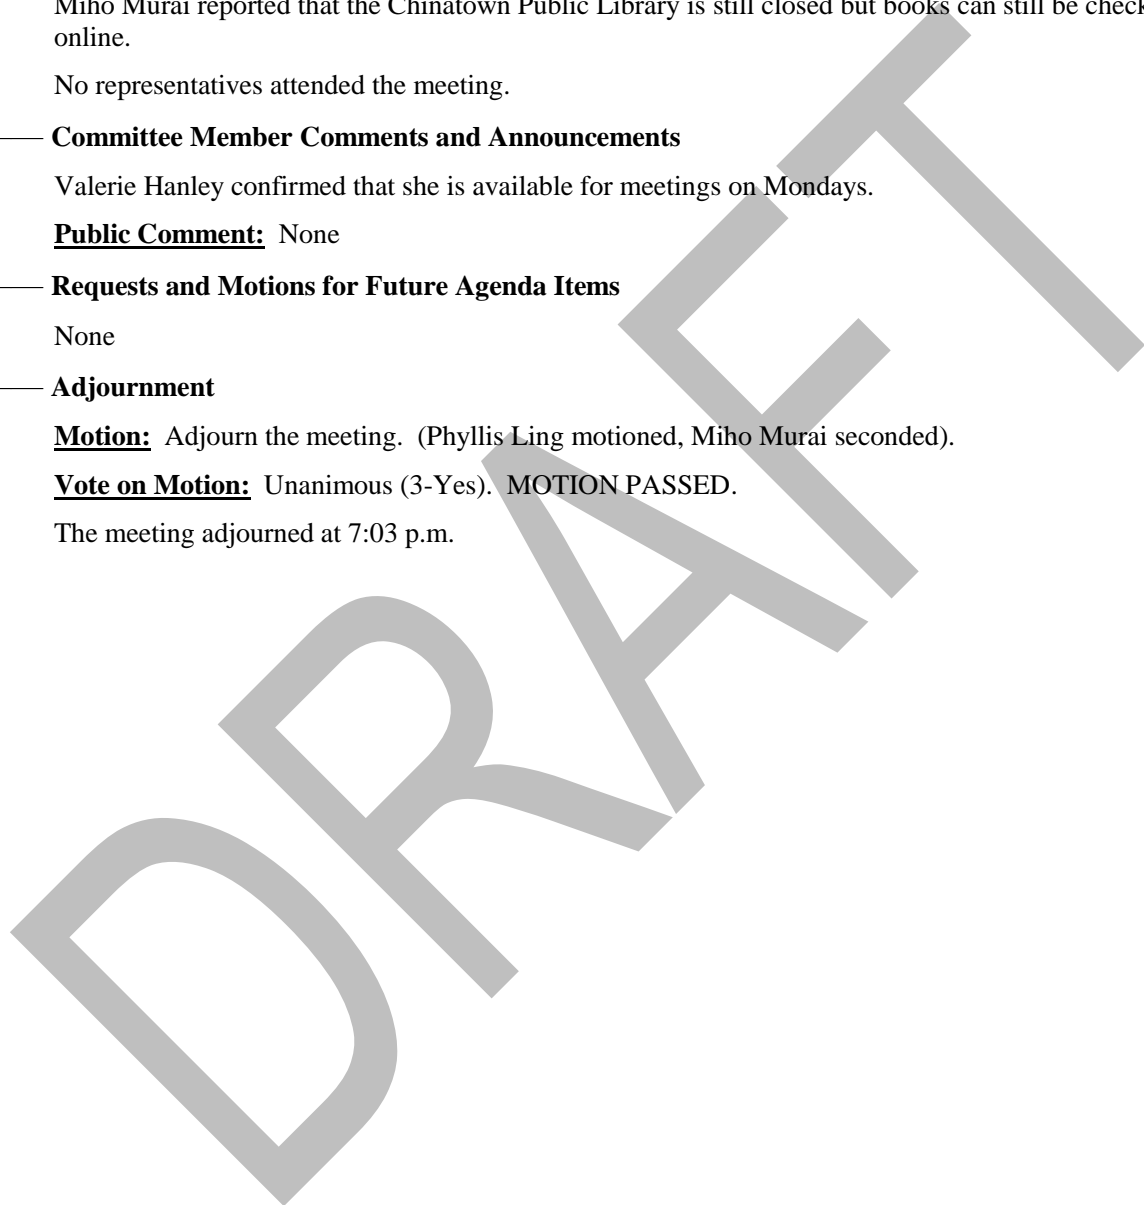 Miho Murai reported that the Chinatown Public Library is still closed but books can still be check
online.
No representatives attended the meeting.
Committee Member Comments and Announcements
Valerie Hanley confirmed that she is available for meetings on Mondays.
Public Comment: None
Requests and Motions for Future Agenda Items
None
Adjournment
Motion: Adjourn the meeting. (Phyllis Ling motioned, Miho Murai seconded).
Vote on Motion: Unanimous (3-Yes). MOTION PASSED.
The meeting adjourned at 7:03 p.m.
DRAFT